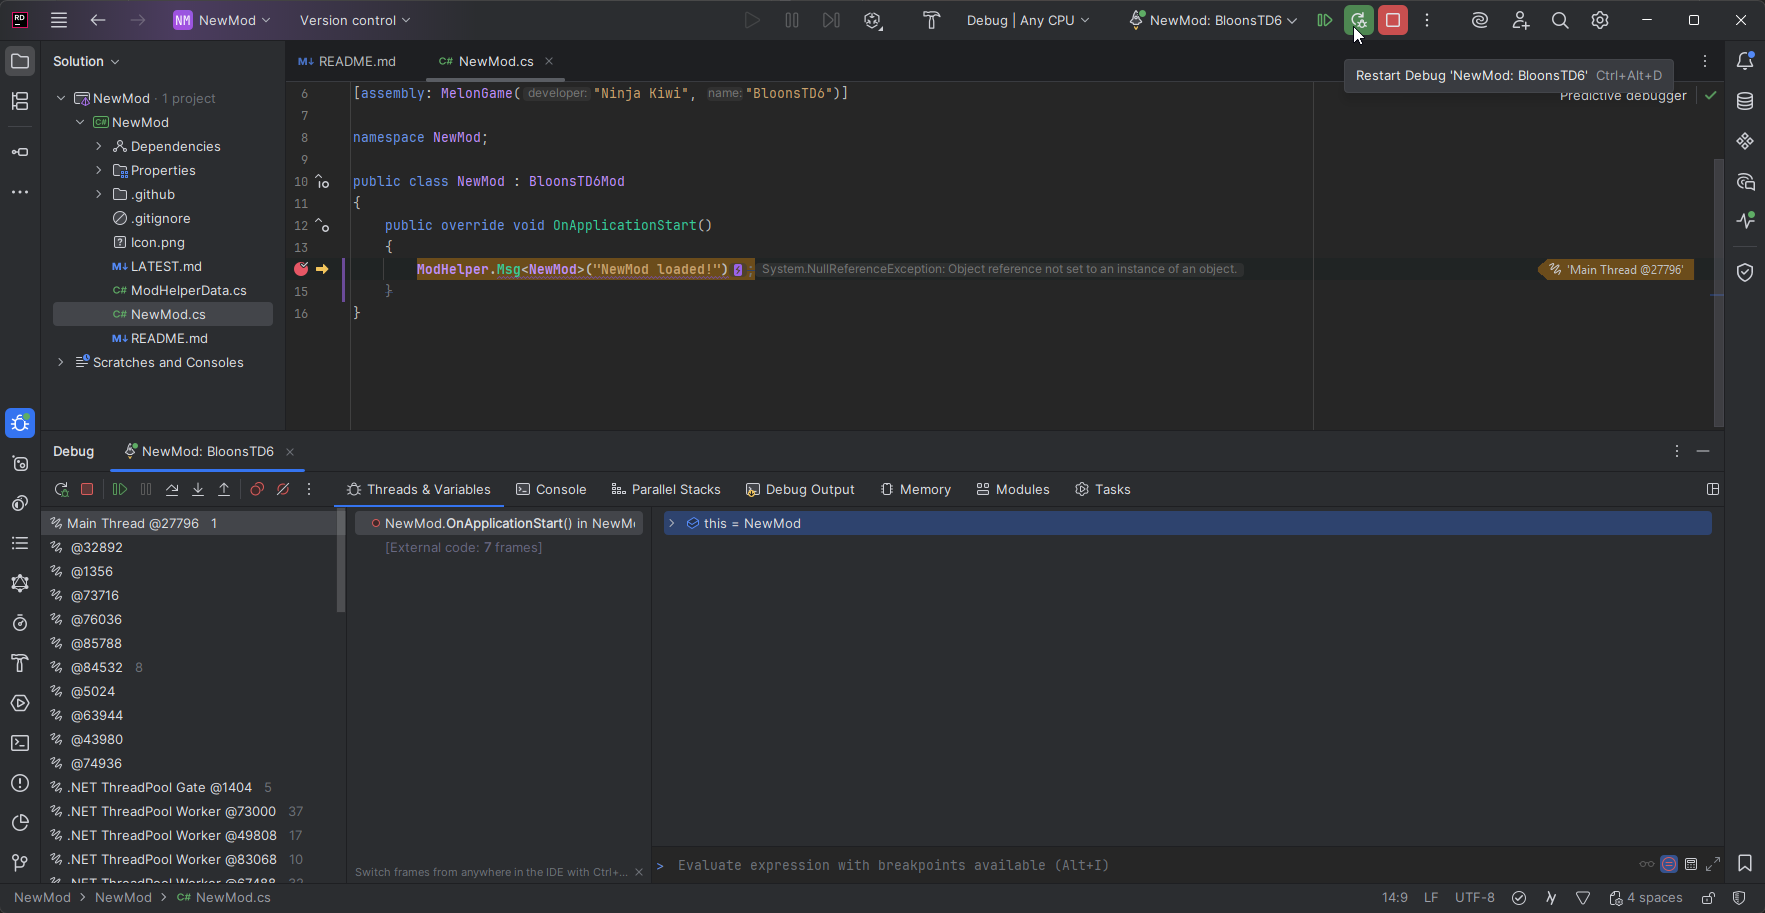 RD
NM NewMod
Version control
Debug | Any CPU
NewMod: BloonsTD6
Solution
README.md
C# NewMod.cs
Restart Debug 'NewMod: BloonsTD6' Ctrl+Alt+D
Predictive debugger
NewMod · 1 project
C# NewMod
Dependencies
Properties
.github
.gitignore
Icon.png
M↓ LATEST.md
C# ModHelperData.cs
C# NewMod.cs
M↓ README.md
Scratches and Consoles
6 [assembly: MelonGame( developer: "Ninja Kiwi", name: "BloonsTD6")]
7
8 namespace NewMod;
9
10 public class NewMod : BloonsTD6Mod
11 {
12 public override void OnApplicationStart()
13 {
ModHelper.Msg<NewMod>("NewMod loaded!") ; System.NullReferenceException: Object reference not set to an instance of an object.
'Main Thread @27796'
15 }
16 }
Debug
NewMod: BloonsTD6
Threads & Variables
Console
Parallel Stacks
Debug Output
Memory
Modules
Tasks
Main Thread @27796 1
@32892
@1356
@73716
@76036
@85788
@84532 8
@5024
@63944
@43980
@74936
.NET ThreadPool Gate @1404 5
.NET ThreadPool Worker @73000 37
.NET ThreadPool Worker @49808 17
.NET ThreadPool Worker @83068 10
.NET ThreadPool Worker @67488 32
NewMod.OnApplicationStart() in NewMo
[External code: 7 frames]
Switch frames from anywhere in the IDE with Ctrl+...
this = NewMod
> Evaluate expression with breakpoints available (Alt+I)
NewMod > NewMod > C# NewMod.cs
14:9 LF UTF-8
4 spaces